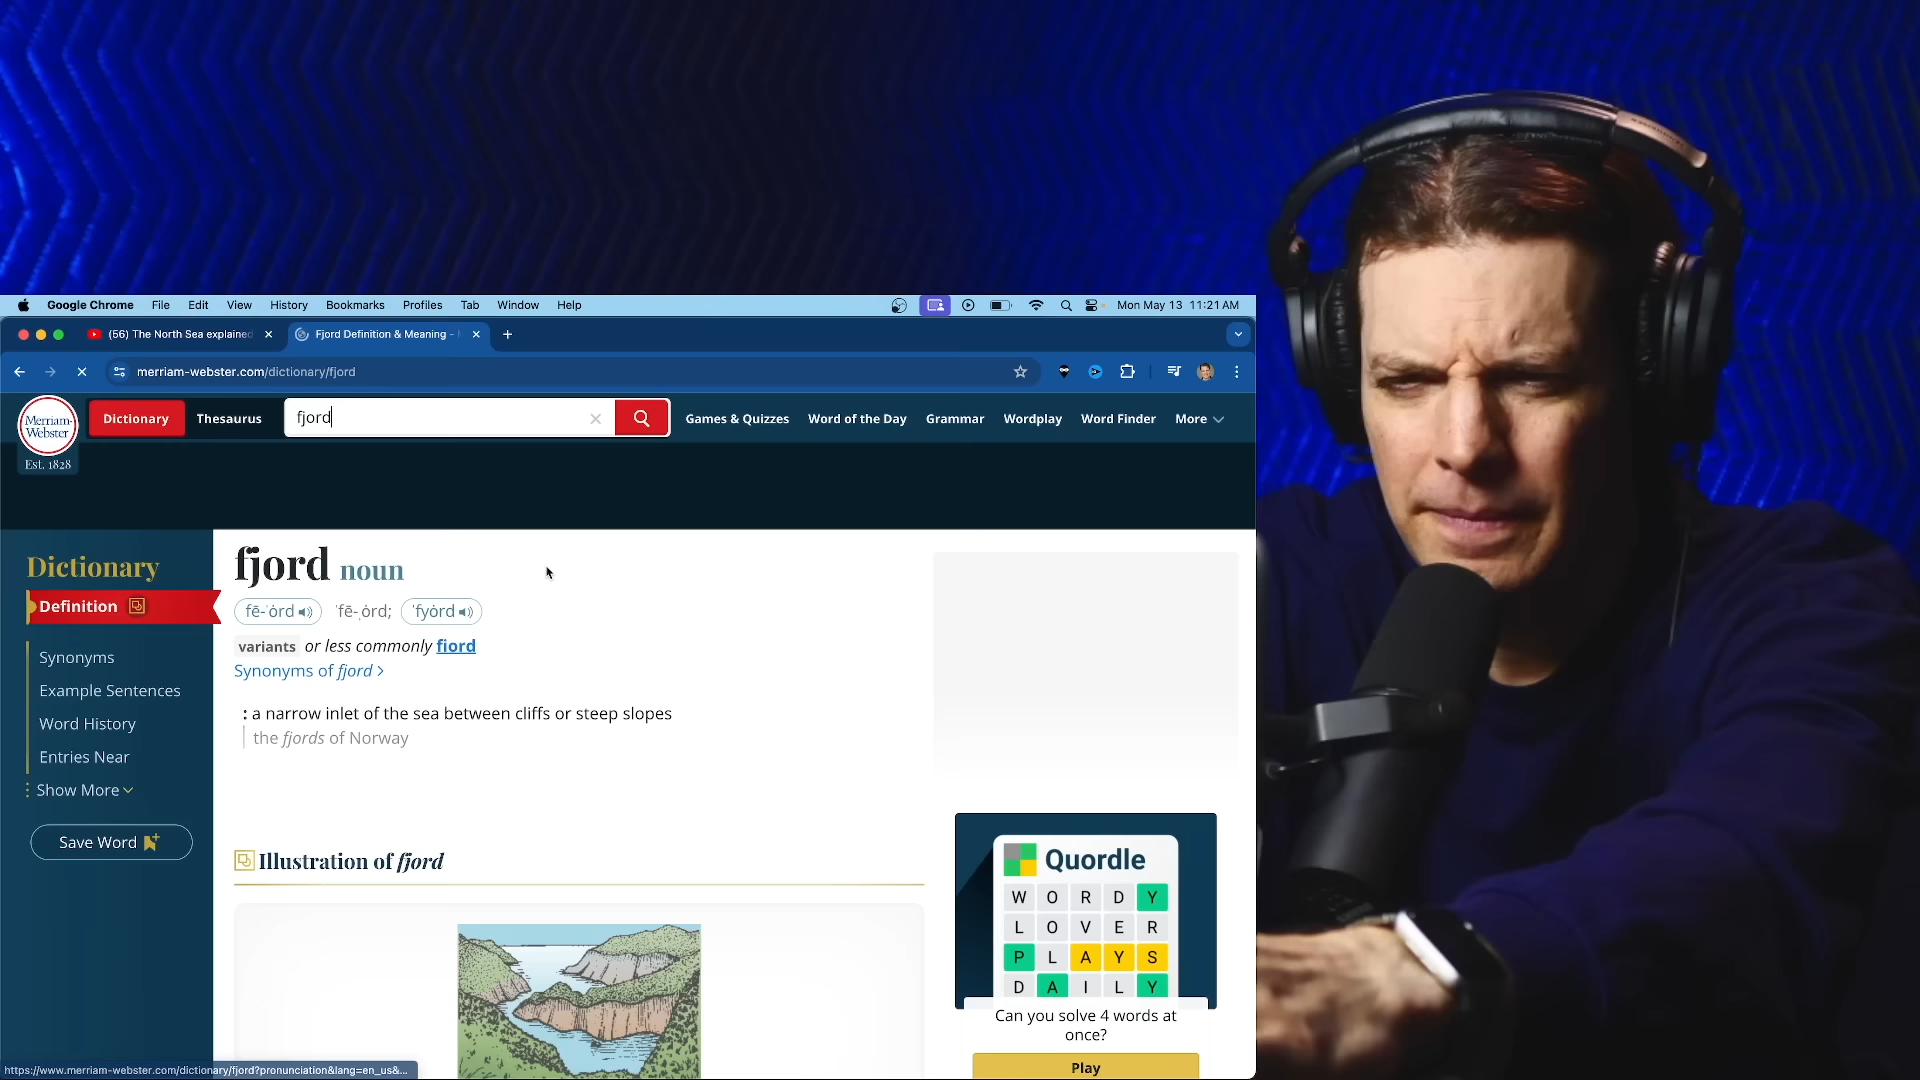 Google Chrome File Edit View History Bookmarks Profiles Tab Window Help Mon May 13 11:21 AM
(56) The North Sea explained
Fjord Definition & Meaning -
merriam-webster.com/dictionary/fjord
Merriam-
Webster
Est. 1828
Dictionary
Thesaurus
fjord
Games & Quizzes Word of the Day Grammar Wordplay Word Finder More
Dictionary
Definition
Synonyms
Example Sentences
Word History
Entries Near
Show More
Save Word
fjord noun
fē-ˈȯrd ˈfē-ˌȯrd; ˈfyȯrd
variants or less commonly fiord
Synonyms of fjord >
: a narrow inlet of the sea between cliffs or steep slopes
the fjords of Norway
Illustration of fjord
Quordle
W O R D Y
L O V E R
P L A Y S
D A I L Y
Can you solve 4 words at
once?
Play
https://www.merriam-webster.com/dictionary/fjord?pronunciation&lang=en_us&...